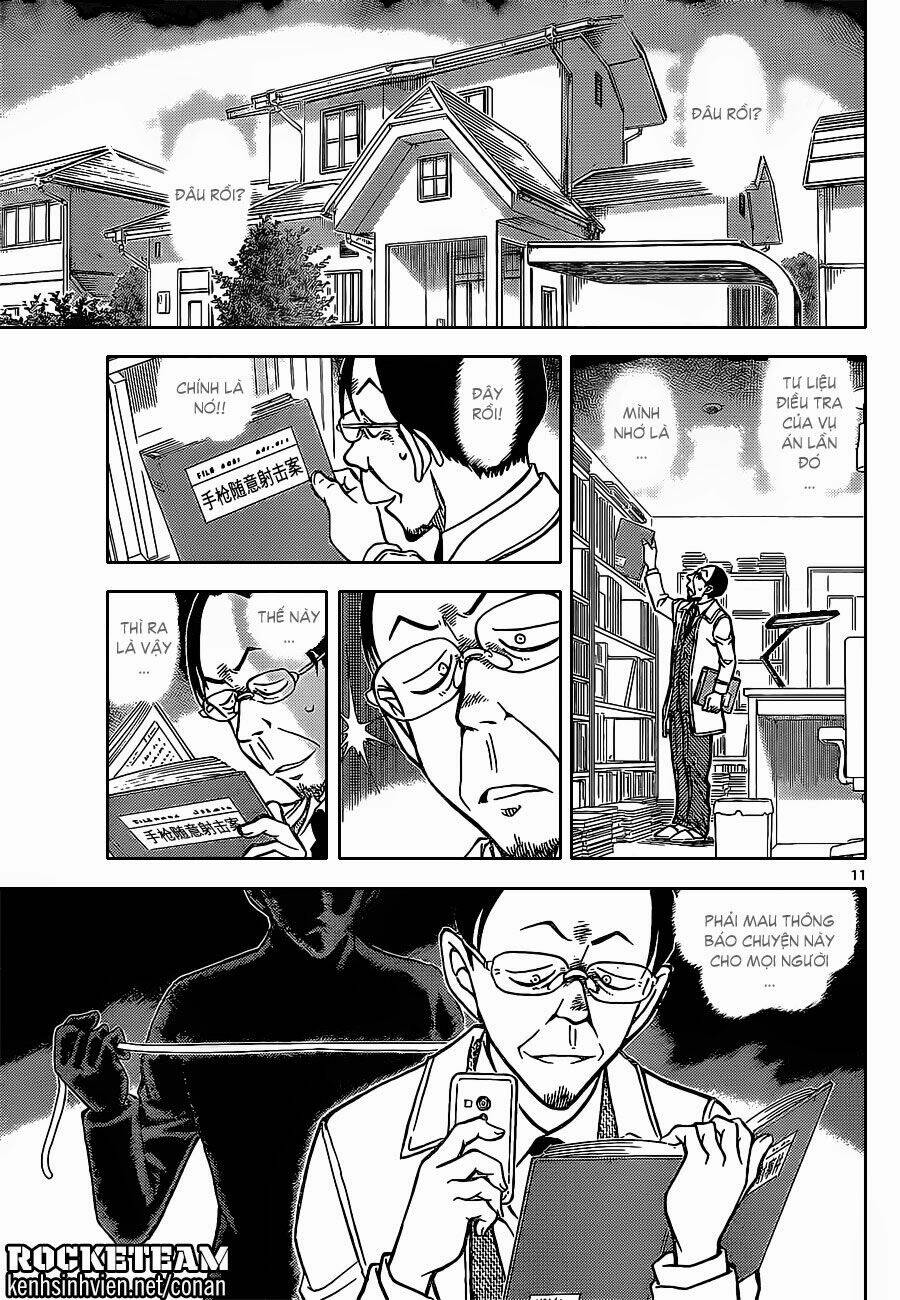 ĐÂU RỒI?
ĐÂU RỒI?
TƯ LIỆU
ĐIỀU TRA
CỦA VỤ
ÁN LẦN
ĐÓ
...
MÌNH
NHỚ LÀ
...
ĐÂY
RỒI!
CHÍNH LÀ
NÓ!!
手枪随意射击案
THẾ NÀY
...
THÌ RA
LÀ VẬY
...
手枪随意射击案
11
PHẢI MAU THÔNG
BÁO CHUYỆN NÀY
CHO MỌI NGƯỜI
...
ROCKETEAM
kenhsinhvien.net/conan